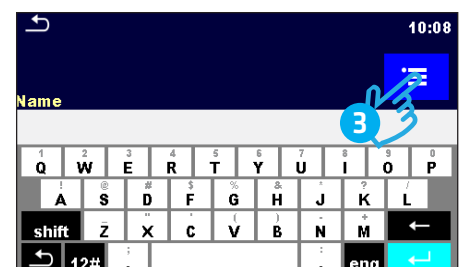 10:08
Name
3
1 2 3 4 5 6 7 8 9 0
Q W E R T Y U I O P
! @ # $ % & * ? /
A S D F G H J K L
" ' ( ) - +
shift Z X C V B N M ←
12# ; : eng